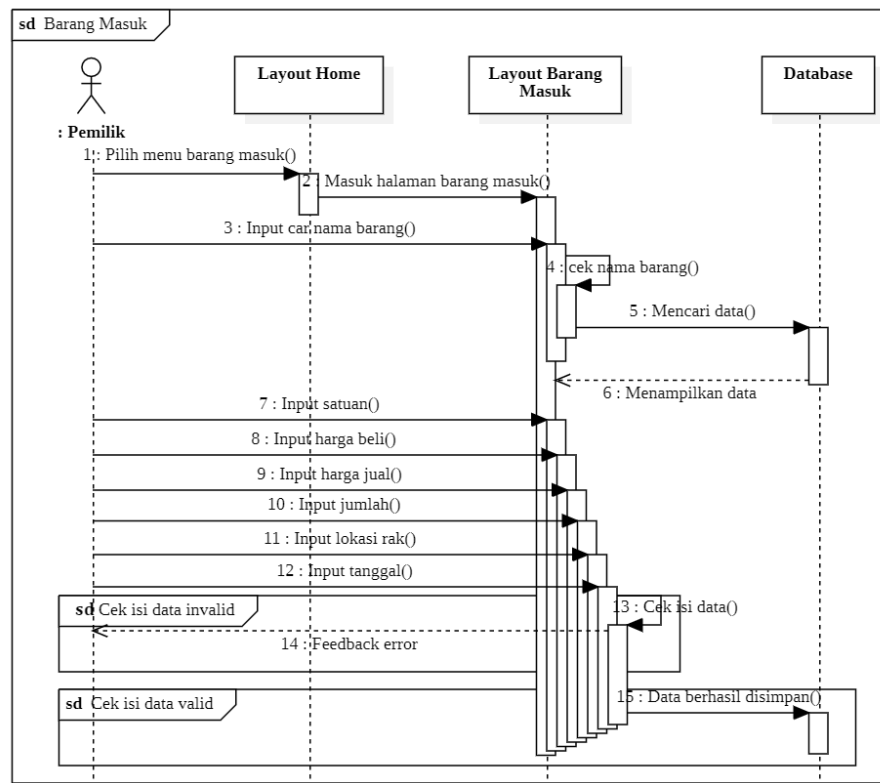 sd Barang Masuk
Layout Home
Layout Barang
Masuk
Database
: Pemilik
1 : Pilih menu barang masuk()
2 : Masuk halaman barang masuk()
3 : Input car nama barang()
4 : cek nama barang()
5 : Mencari data()
6 : Menampilkan data
7 : Input satuan()
8 : Input harga beli()
9 : Input harga jual()
10 : Input jumlah()
11 : Input lokasi rak()
12 : Input tanggal()
sd Cek isi data invalid
13 : Cek isi data()
14 : Feedback error
sd Cek isi data valid
15 : Data berhasil disimpan()